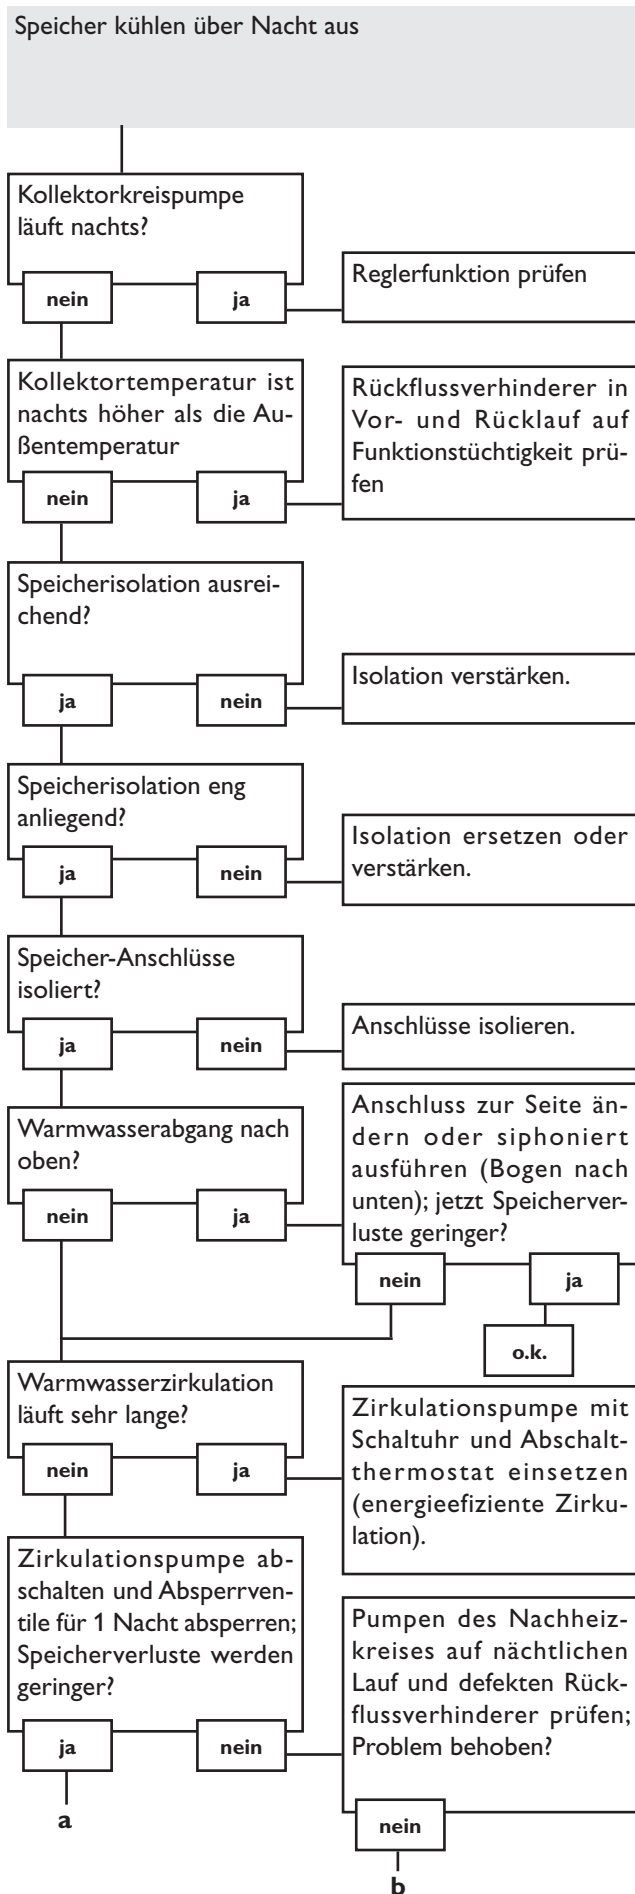 Speicher kühlen über Nacht aus
Kollektorkreispumpe
läuft nachts?
nein
ja
Reglerfunktion prüfen
Kollektortemperatur ist
nachts höher als die Au-
ßentemperatur
nein
ja
Rückflussverhinderer in
Vor- und Rücklauf auf
Funktionstüchtigkeit prü-
fen
Speicherisolation ausrei-
chend?
ja
nein
Isolation verstärken.
Speicherisolation eng
anliegend?
ja
nein
Isolation ersetzen oder
verstärken.
Speicher-Anschlüsse
isoliert?
ja
nein
Anschlüsse isolieren.
Warmwasserabgang nach
oben?
nein
ja
Anschluss zur Seite än-
dern oder siphoniert
ausführen (Bogen nach
unten); jetzt Speicherver-
luste geringer?
nein
ja
o.k.
Warmwasserzirkulation
läuft sehr lange?
nein
ja
Zirkulationspumpe mit
Schaltuhr und Abschalt-
thermostat einsetzen
(energieefiziente Zirku-
lation).
Zirkulationspumpe ab-
schalten und Absperrven-
tile für 1 Nacht absperren;
Speicherverluste werden
geringer?
ja
nein
a
Pumpen des Nachheiz-
kreises auf nächtlichen
Lauf und defekten Rück-
flussverhinderer prüfen;
Problem behoben?
nein
b